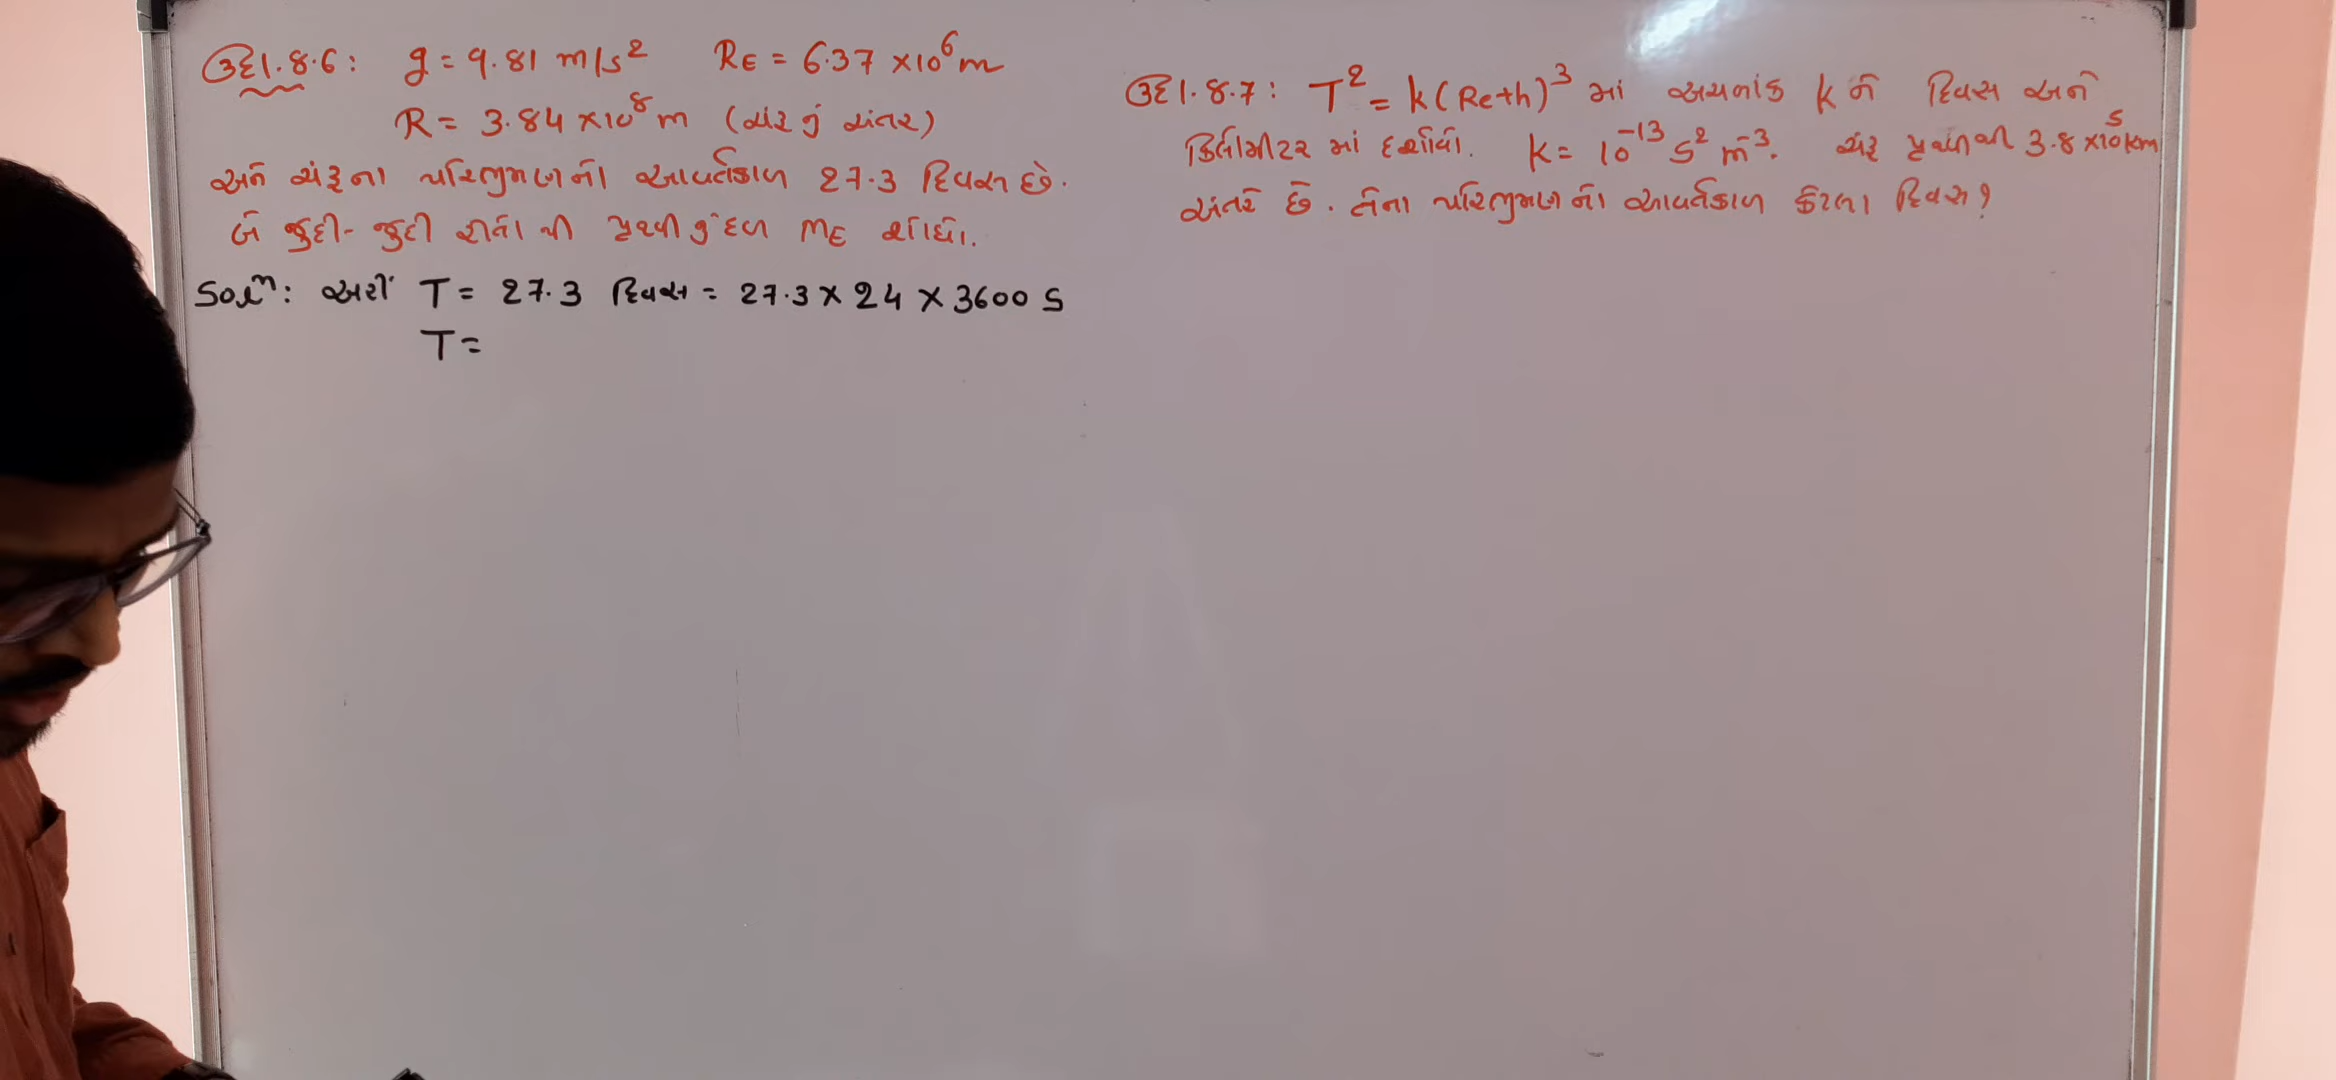 ઉદા. 8.6: g = 9.81 m/s² RE = 6.37 ×10⁶ m
R = 3.84 ×10⁸ m (ચંદ્રનું અંતર)
અને ચંદ્રના પરિભ્રમણનો આવર્તકાળ 27.3 દિવસ છે.
બે જુદી-જુદી રીતોથી પૃથ્વીનું દળ ME શોધો.
Solⁿ: અહીં T = 27.3 દિવસ = 27.3 × 24 × 3600 S
T =
ઉદા. 8.7: T² = k(Re+h)³ માં અચળાંક k ને દિવસ અને
કિલોમીટર માં દર્શાવો. k = 10⁻¹³ S² m⁻³. ચંદ્ર પૃથ્વીથી 3.8 ×10⁵ km
અંતરે છે. તેના પરિભ્રમણનો આવર્તકાળ કેટલા દિવસ?